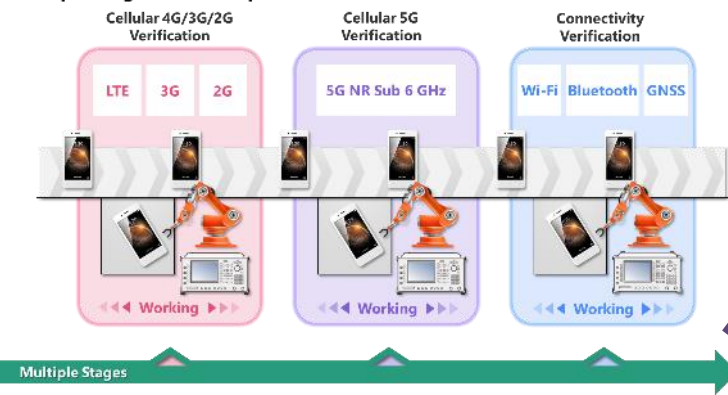 Cellular 4G/3G/2G
Verification
Cellular 5G
Verification
Connectivity
Verification
LTE 3G 2G
5G NR Sub 6 GHz
Wi-Fi Bluetooth GNSS
Working
Working
Working
Multiple Stages